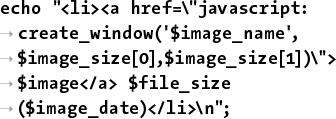 echo "<li><a href=\"javascript:
→ create_window('$image_name',
→ $image_size[0],$image_size[1])\">
→ $image</a> $file_size
→ ($image_date)</li>\n";